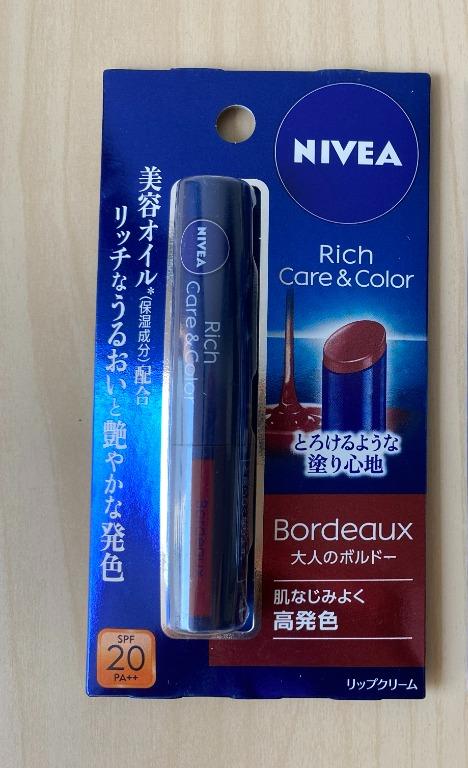 NIVEA
Rich
Care & Color
美容オイル*(保湿成分)配合
リッチなうるおいと艶やかな発色
NIVEA
Rich
Care & Color
Bordeaux
とろけるような
塗り心地
Bordeaux
大人のボルドー
肌なじみよく
高発色
SPF
20
PA++
リップクリーム